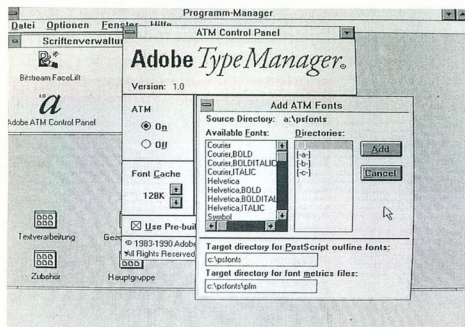 Programm-Manager
Datei Optionen Fenster Hilfe
Schriftenverwaltu
Bitstream FaceLift
Adobe ATM Control Panel
ATM Control Panel
Adobe Type Manager®
Version: 1.0
ATM
On
Off
Font Cache
128K
Use Pre-buil
© 1983-1990 Adobe
All Rights Reserved
Add ATM Fonts
Source Directory: a:\psfonts
Available Fonts:
Directories:
Courier
Courier,BOLD
Courier,BOLDITALIC
Courier,ITALIC
Helvetica
Helvetica,BOLD
Helvetica,BOLDITALIC
Helvetica,ITALIC
Symbol
[-a-]
[-b-]
[-c-]
Add
Cancel
Target directory for PostScript outline fonts:
c:\psfonts
Target directory for font metrics files:
c:\psfonts\pfm
Textverarbeitung
Zubehör
Hauptgruppe